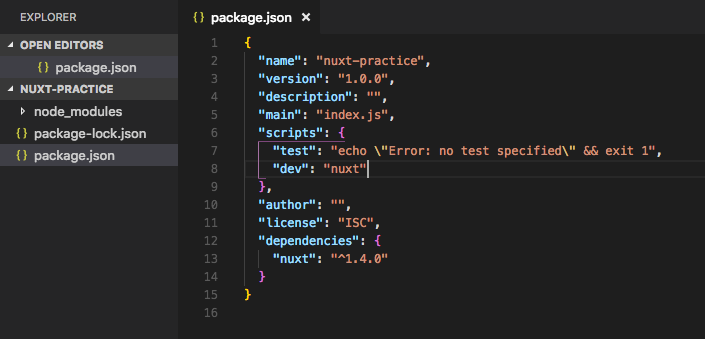 EXPLORER
OPEN EDITORS
{} package.json
NUXT-PRACTICE
node_modules
{} package-lock.json
{} package.json
{} package.json ×
1 {
2   "name": "nuxt-practice",
3   "version": "1.0.0",
4   "description": "",
5   "main": "index.js",
6   "scripts": {
7     "test": "echo \"Error: no test specified\" && exit 1",
8     "dev": "nuxt"
9   },
10   "author": "",
11   "license": "ISC",
12   "dependencies": {
13     "nuxt": "^1.4.0"
14   }
15 }
16